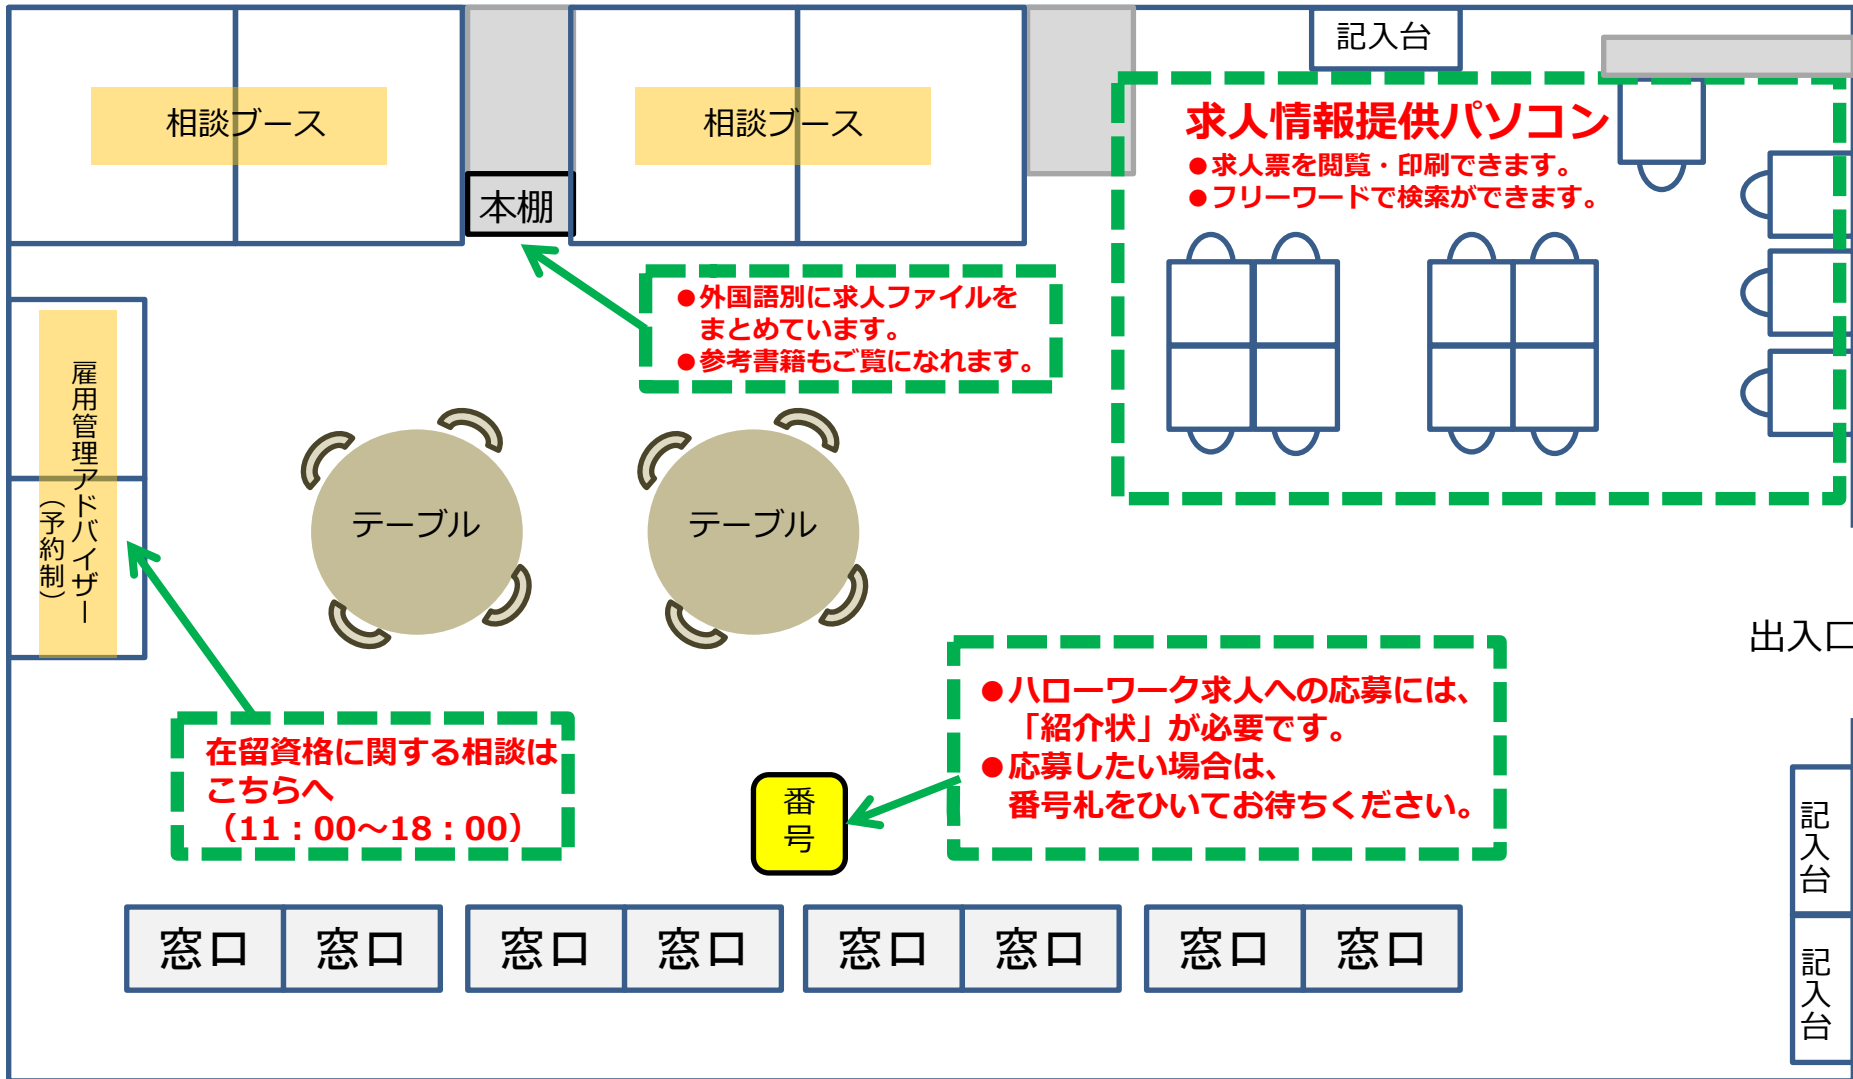 記入台
相談ブース
相談ブース
求人情報提供パソコン
●求人票を閲覧・印刷できます。
●フリーワードで検索ができます。
本棚
●外国語別に求人ファイルを
まとめています。
●参考書籍もご覧になれます。
雇用管理アドバイザー
（予約制）
テーブル
テーブル
出入口
●ハローワーク求人への応募には、
「紹介状」が必要です。
●応募したい場合は、
番号札をひいてお待ちください。
在留資格に関する相談は
こちらへ
（11：00～18：00）
番号
記入台
記入台
窓口
窓口
窓口
窓口
窓口
窓口
窓口
窓口